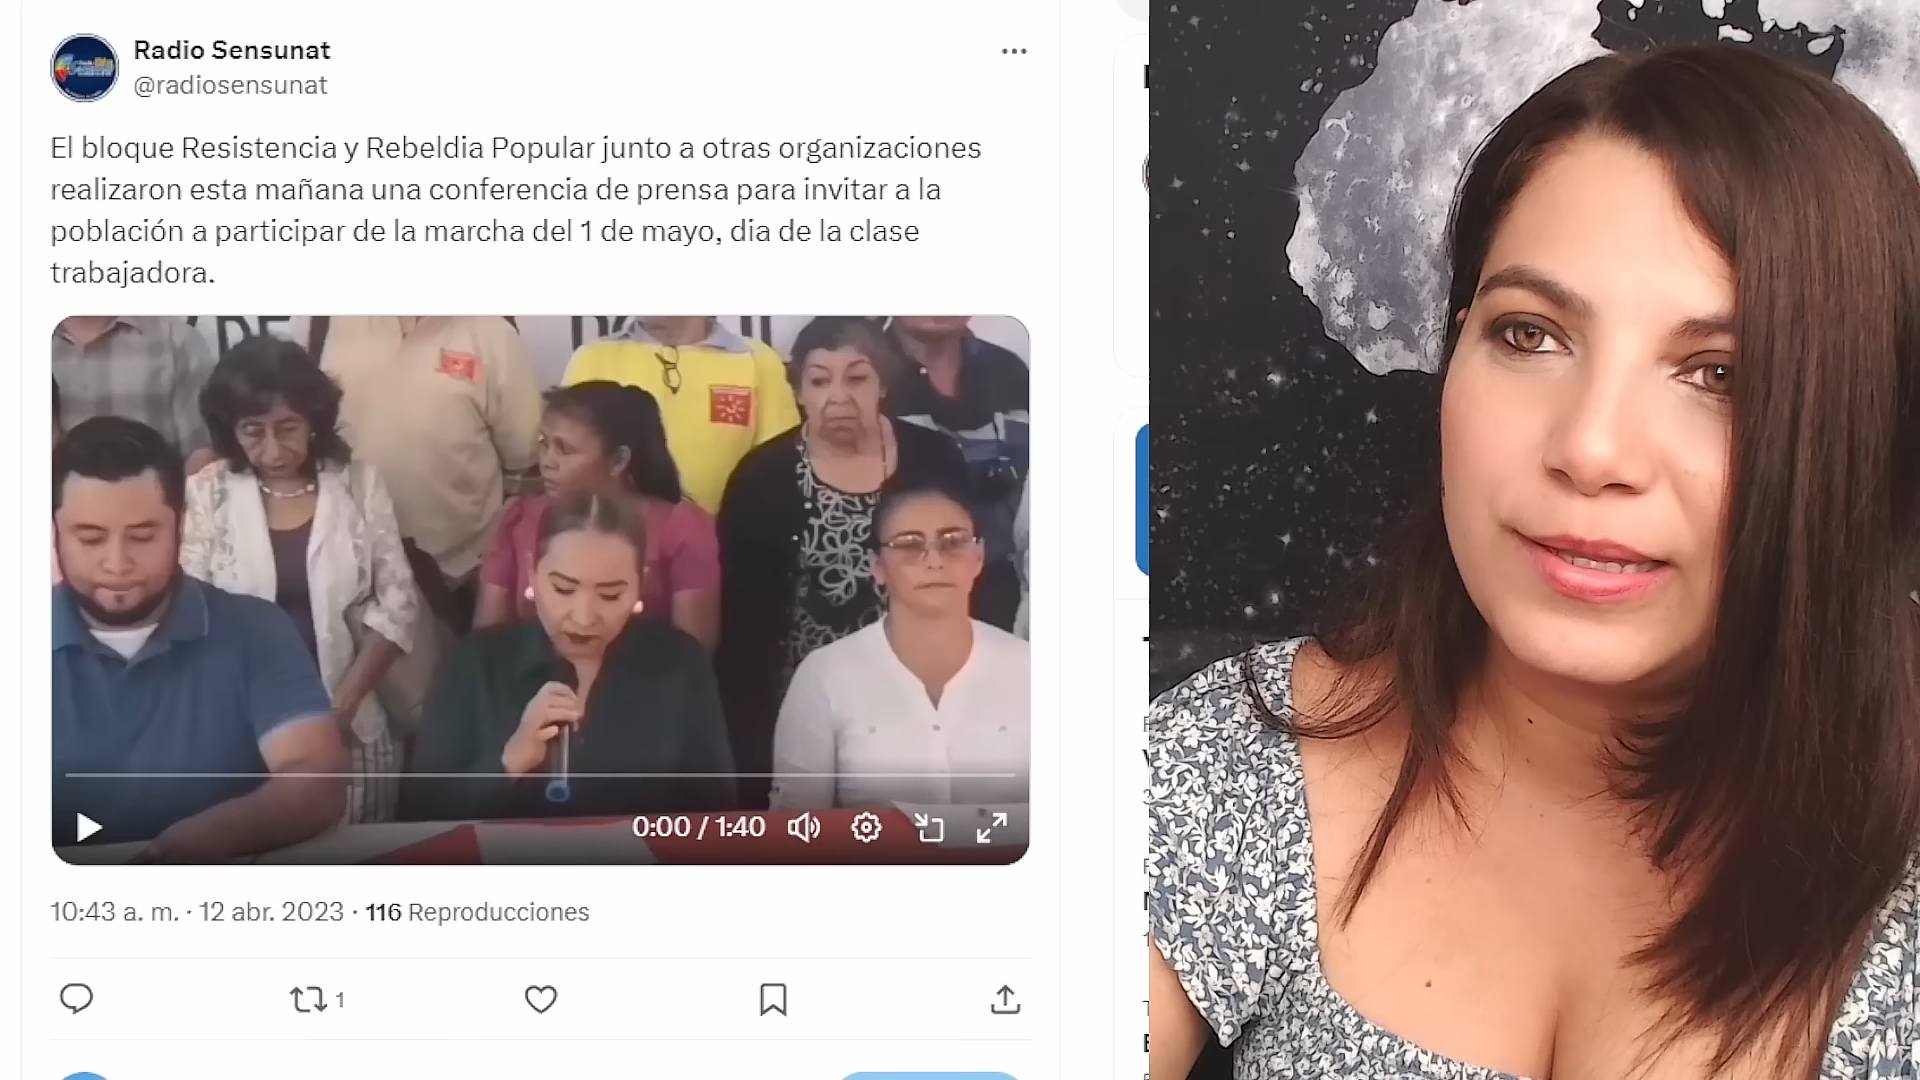 Radio Sensunat
@radiosensunat
El bloque Resistencia y Rebeldia Popular junto a otras organizaciones
realizaron esta mañana una conferencia de prensa para invitar a la
población a participar de la marcha del 1 de mayo, dia de la clase
trabajadora.
0:00 / 1:40
10:43 a. m. · 12 abr. 2023 · 116 Reproducciones
1